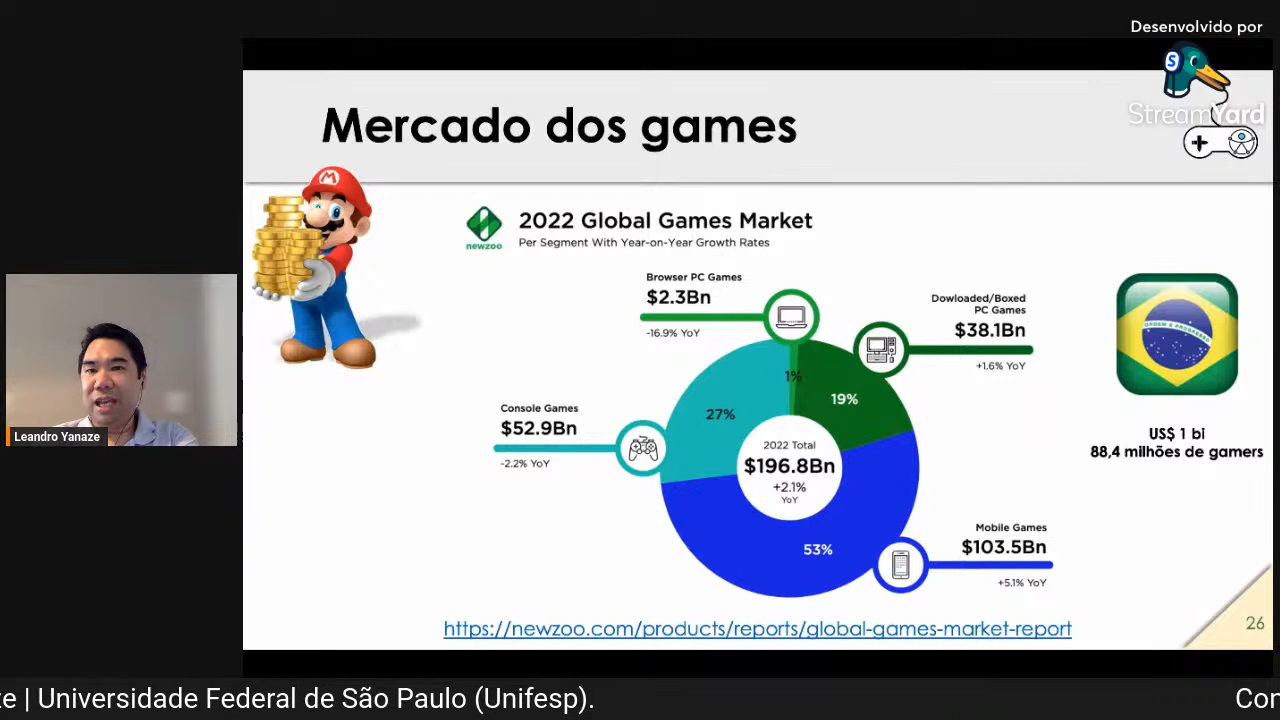 Desenvolvido por
StreamYard
Mercado dos games
newzoo
2022 Global Games Market
Per Segment With Year-on-Year Growth Rates
Browser PC Games
$2.3Bn
-16.9% YoY
Dowloaded/Boxed
PC Games
$38.1Bn
+1.6% YoY
Console Games
$52.9Bn
-2.2% YoY
1%
19%
27%
53%
2022 Total
$196.8Bn
+2.1%
YoY
Mobile Games
$103.5Bn
+5.1% YoY
ORDEM E PROGRESSO
US$ 1 bi
88,4 milhões de gamers
Leandro Yanaze
https://newzoo.com/products/reports/global-games-market-report
26
te | Universidade Federal de São Paulo (Unifesp).
Con